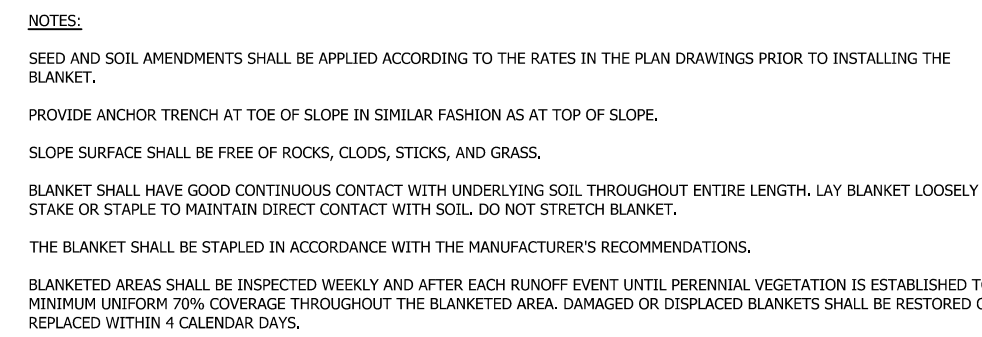 NOTES:
SEED AND SOIL AMENDMENTS SHALL BE APPLIED ACCORDING TO THE RATES IN THE PLAN DRAWINGS PRIOR TO INSTALLING THE
BLANKET.
PROVIDE ANCHOR TRENCH AT TOE OF SLOPE IN SIMILAR FASHION AS AT TOP OF SLOPE.
SLOPE SURFACE SHALL BE FREE OF ROCKS, CLODS, STICKS, AND GRASS.
BLANKET SHALL HAVE GOOD CONTINUOUS CONTACT WITH UNDERLYING SOIL THROUGHOUT ENTIRE LENGTH. LAY BLANKET LOOSELY
STAKE OR STAPLE TO MAINTAIN DIRECT CONTACT WITH SOIL. DO NOT STRETCH BLANKET.
THE BLANKET SHALL BE STAPLED IN ACCORDANCE WITH THE MANUFACTURER'S RECOMMENDATIONS.
BLANKETED AREAS SHALL BE INSPECTED WEEKLY AND AFTER EACH RUNOFF EVENT UNTIL PERENNIAL VEGETATION IS ESTABLISHED
MINIMUM UNIFORM 70% COVERAGE THROUGHOUT THE BLANKETED AREA. DAMAGED OR DISPLACED BLANKETS SHALL BE RESTORED
REPLACED WITHIN 4 CALENDAR DAYS.